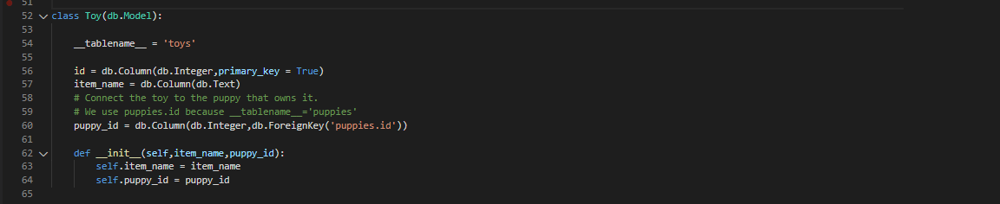 51
52 class Toy(db.Model):
53
54 __tablename__ = 'toys'
55
56 id = db.Column(db.Integer,primary_key = True)
57 item_name = db.Column(db.Text)
58 # Connect the toy to the puppy that owns it.
59 # We use puppies.id because __tablename__='puppies'
60 puppy_id = db.Column(db.Integer,db.ForeignKey('puppies.id'))
61
62 def __init__(self,item_name,puppy_id):
63 self.item_name = item_name
64 self.puppy_id = puppy_id
65